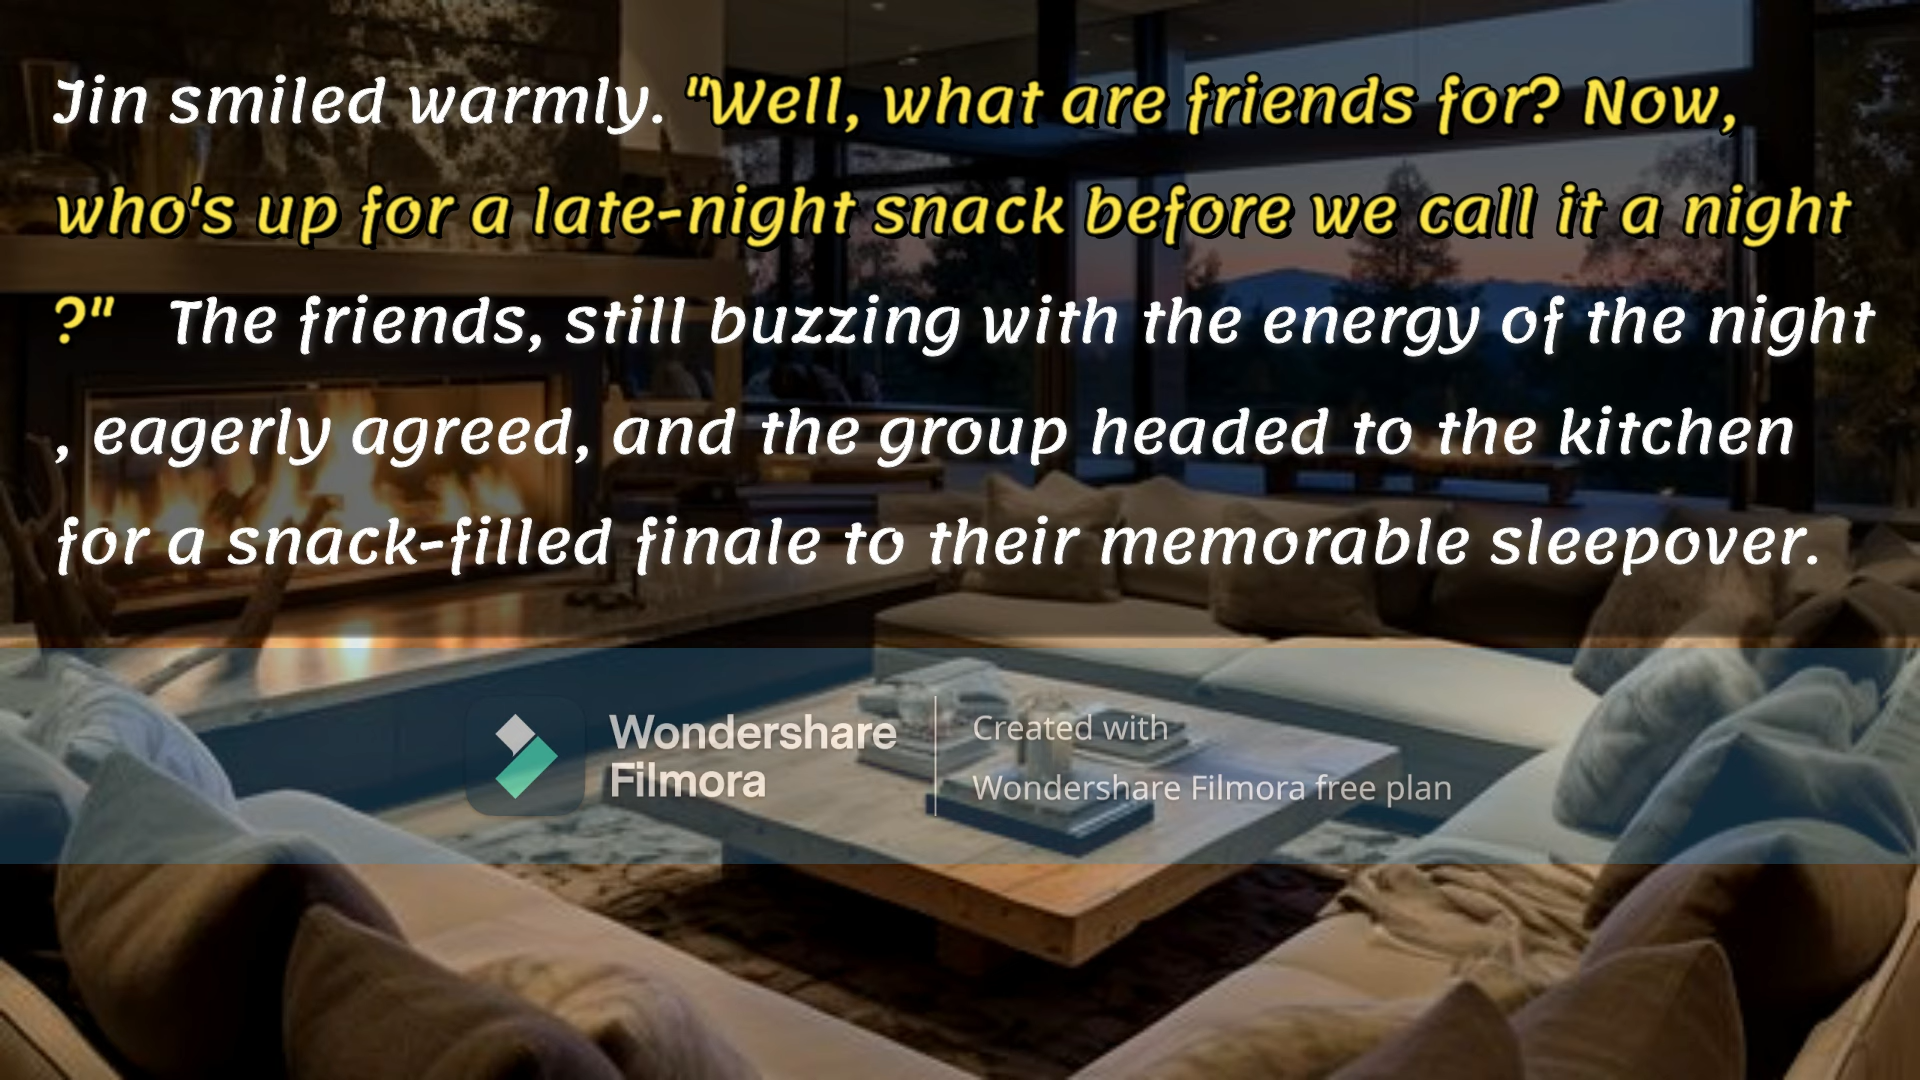 Jin smiled warmly. "Well, what are friends for? Now,
who's up for a late-night snack before we call it a night
?" The friends, still buzzing with the energy of the night
, eagerly agreed, and the group headed to the kitchen
for a snack-filled finale to their memorable sleepover.
Wondershare
Filmora
Created with
Wondershare Filmora free plan